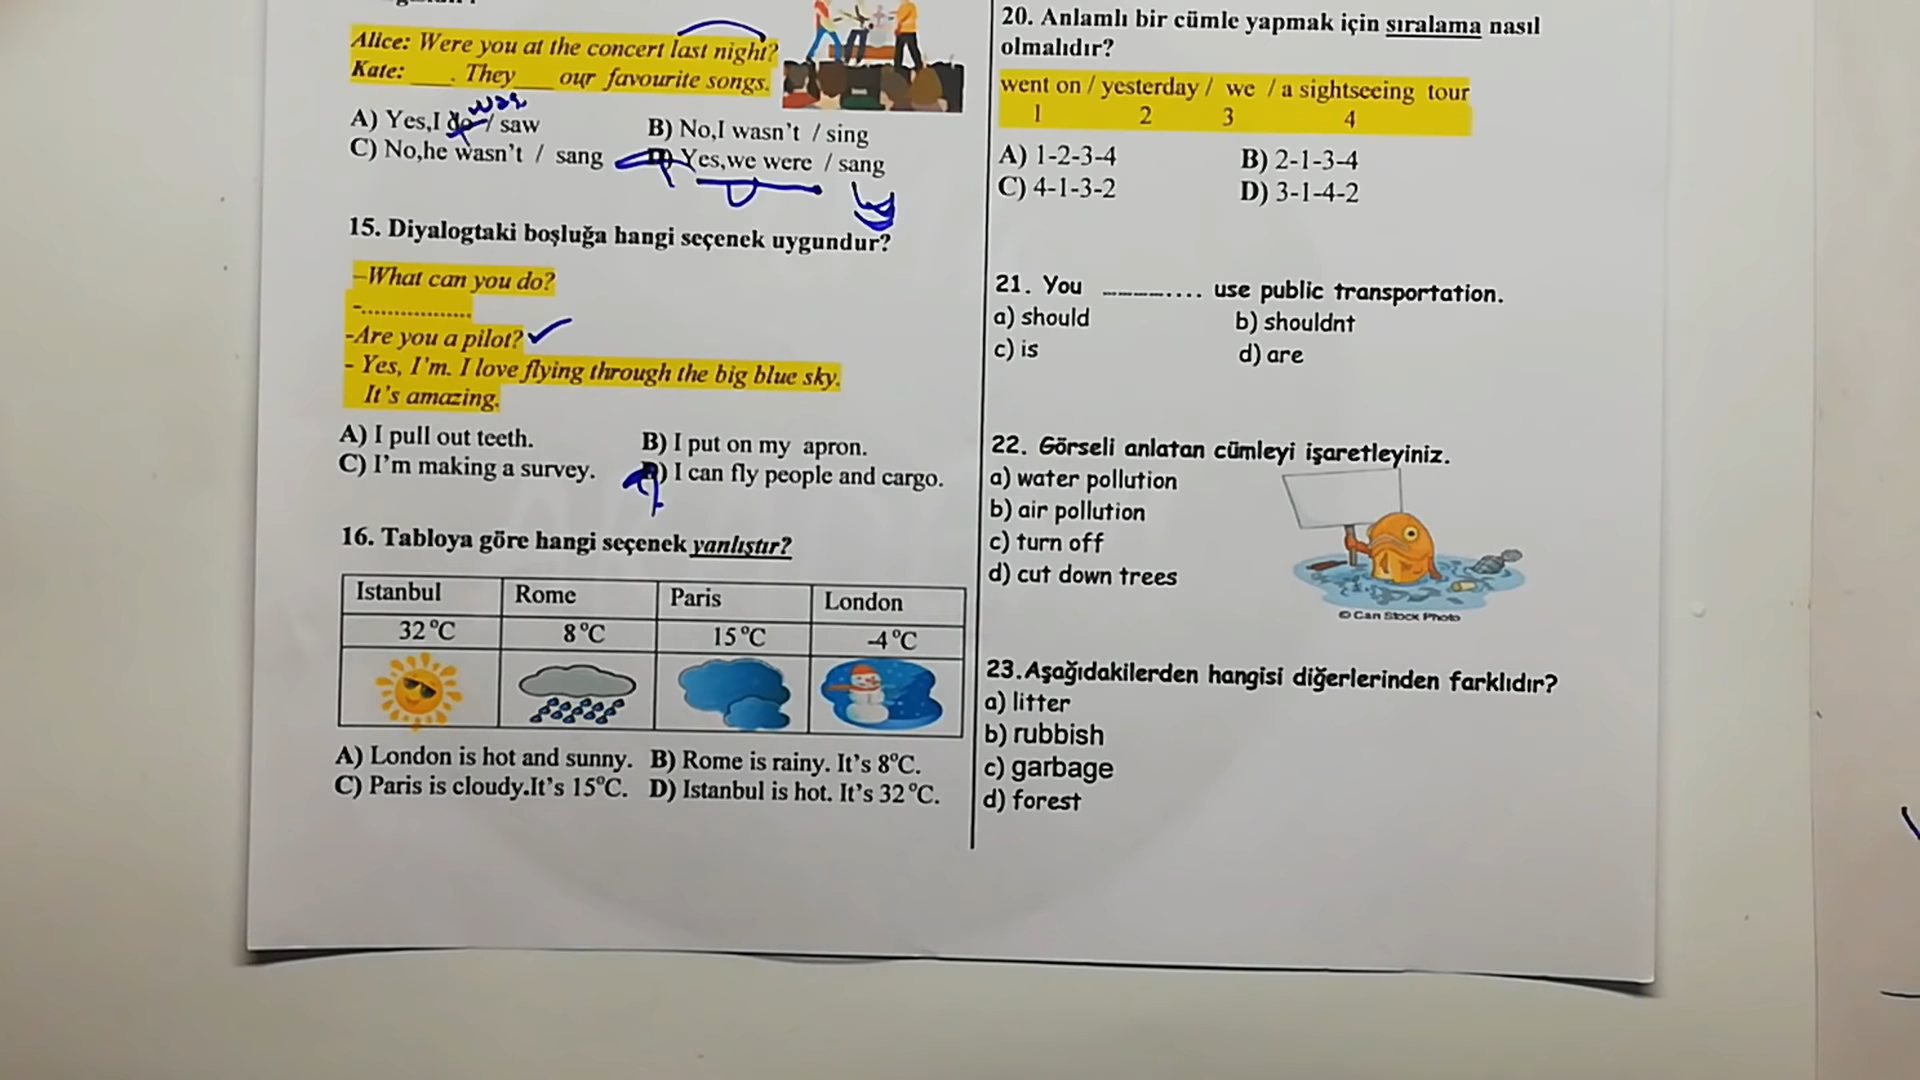 Alice: Were you at the concert last night?
Kate: ___. They___ our favourite songs.
was
A) Yes,I do / saw
B) No,I wasn't / sing
C) No,he wasn't / sang
D) Yes,we were / sang
15. Diyalogtaki boşluğa hangi seçenek uygundur?
-What can you do?
-..................
-Are you a pilot?
- Yes, I'm. I love flying through the big blue sky.
It's amazing.
A) I pull out teeth.
B) I put on my apron.
C) I'm making a survey.
D) I can fly people and cargo.
16. Tabloya göre hangi seçenek yanlıştır?
Istanbul Rome Paris London
32°C 8°C 15°C -4°C
A) London is hot and sunny. B) Rome is rainy. It's 8°C.
C) Paris is cloudy.It's 15°C. D) Istanbul is hot. It's 32°C.
20. Anlamlı bir cümle yapmak için sıralama nasıl
olmalıdır?
went on / yesterday / we / a sightseeing tour
1 2 3 4
A) 1-2-3-4
B) 2-1-3-4
C) 4-1-3-2
D) 3-1-4-2
21. You ______.... use public transportation.
a) should
b) shouldnt
c) is
d) are
22. Görseli anlatan cümleyi işaretleyiniz.
a) water pollution
b) air pollution
c) turn off
d) cut down trees
© Can Stock Photo
23.Aşağıdakilerden hangisi diğerlerinden farklıdır?
a) litter
b) rubbish
c) garbage
d) forest